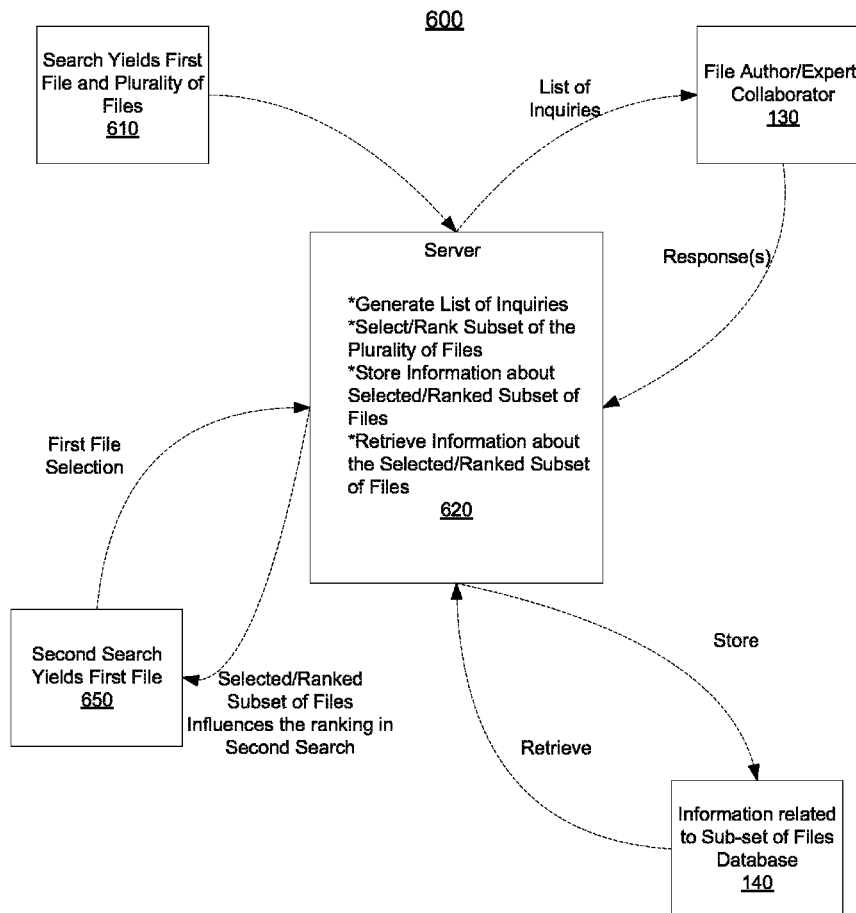 600
Search Yields First
File and Plurality of
Files
610
List of
Inquiries
File Author/Expert
Collaborator
130
Server
*Generate List of Inquiries
*Select/Rank Subset of the
Plurality of Files
*Store Information about
Selected/Ranked Subset of
Files
*Retrieve Information about
the Selected/Ranked Subset
of Files
620
Response(s)
First File
Selection
Second Search
Yields First File
650
Selected/Ranked
Subset of Files
Influences the ranking in
Second Search
Store
Retrieve
Information related
to Sub-set of Files
Database
140